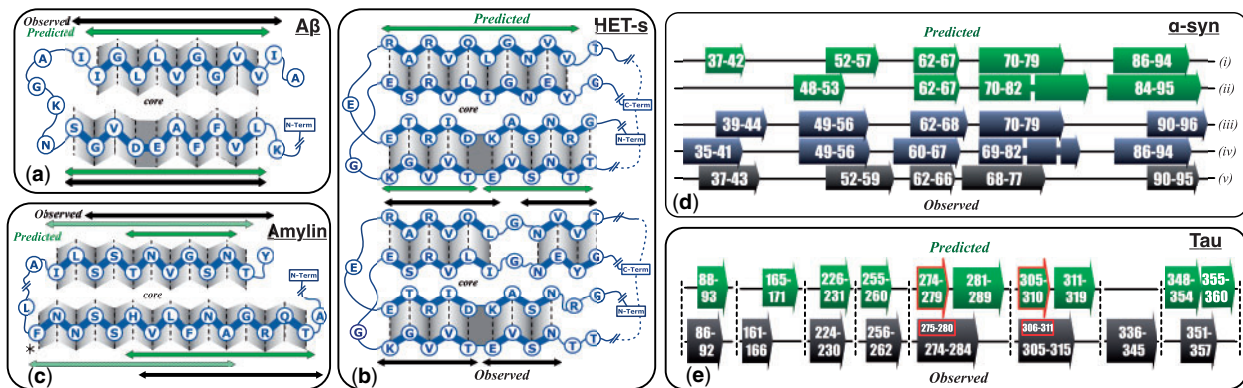 Observed
Predicted
Aβ
A I G L G V I
I L V G V I A
G
core
K
N S V A F L N-Term
G D E F V K
(a)
Predicted
HET-s
R R Q G V T
A V L N V
E R L G E G
S V I N Y
E
C-Term
core
N-Term
E I D A N G
T R K S R
G
K V T V T T
G V E S N
R R Q L N V T
A V G V
E R L G E G
S V I N Y
E
C-Term
core
N-Term
E I D A N G
T R K S R
G
K V T V T T
G V E S
(b)
Observed
Observed
Predicted
Amylin
A I S N G N Y
L S T V S T
N-Term
core
L
N S H L N G Q A
F N S V F A R T
*
(c)
Predicted
α-syn
37-42 52-57 62-67 70-79 86-94 (i)
48-53 62-67 70-82 84-95 (ii)
39-44 49-56 62-68 70-79 90-96 (iii)
35-41 49-56 60-67 69-82 86-94 (iv)
37-43 52-59 62-66 68-77 90-95 (v)
(d)
Observed
Predicted
Tau
88-93 165-171 226-231 255-260 274-279 281-289 305-310 311-319 348-354 355-360
275-280 306-311
86-92 161-166 224-230 256-262 274-284 305-315 336-345 351-357
(e)
Observed